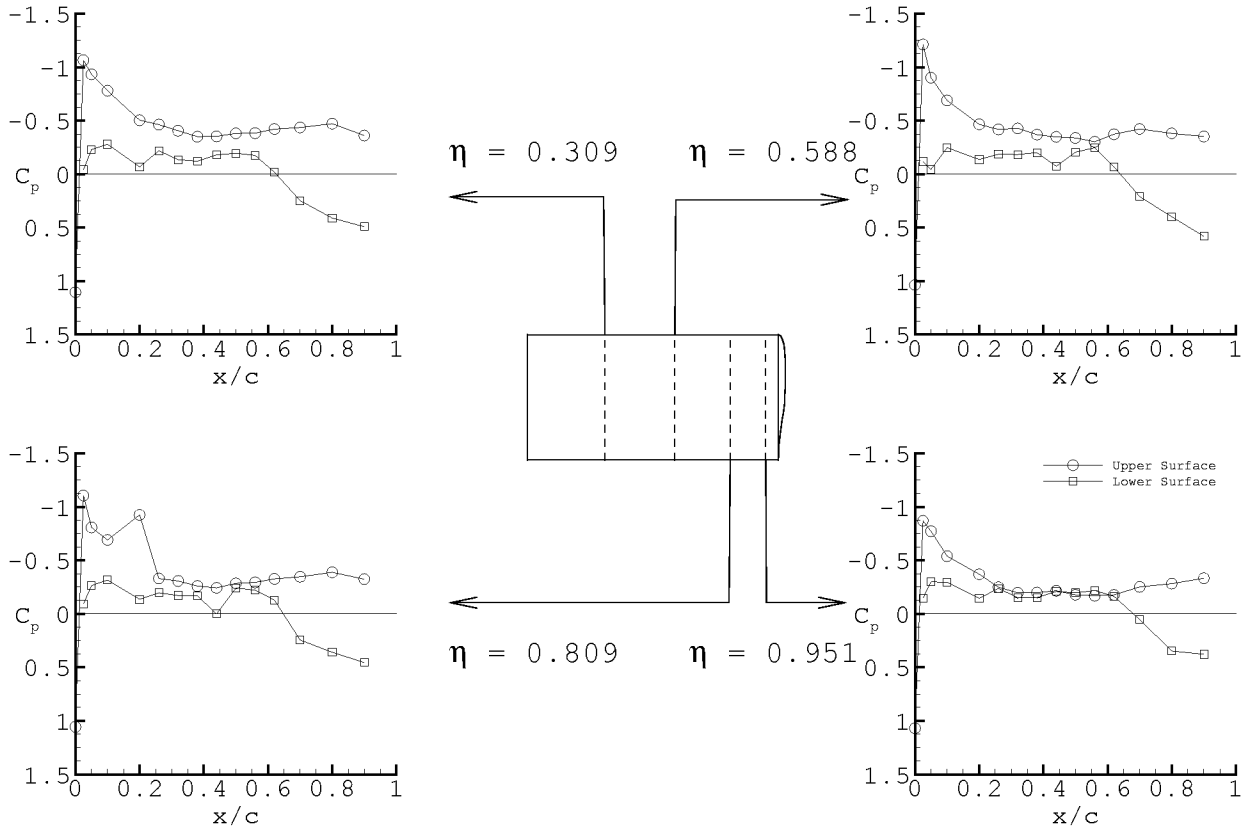 -1.5
-1
-0.5
0
0.5
1
1.5
C_p
0 0.2 0.4 0.6 0.8 1
x/c
η = 0.309
η = 0.588
-1.5
-1
-0.5
0
0.5
1
1.5
C_p
0 0.2 0.4 0.6 0.8 1
x/c
-1.5
-1
-0.5
0
0.5
1
1.5
C_p
0 0.2 0.4 0.6 0.8 1
x/c
η = 0.809
η = 0.951
-1.5
-1
-0.5
0
0.5
1
1.5
C_p
0 0.2 0.4 0.6 0.8 1
x/c
Upper Surface
Lower Surface